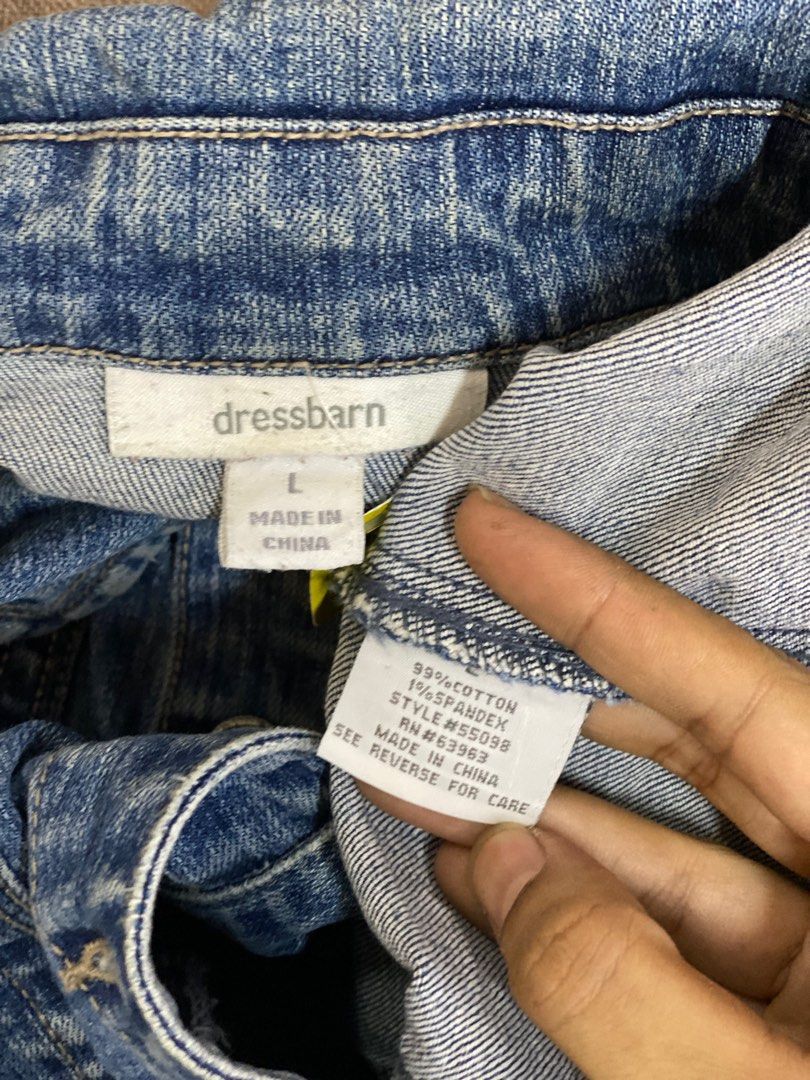 dressbarn
L
MADE IN
CHINA
99%COTTON
1%SPANDEX
STYLE#55098
RN#63963
MADE IN CHINA
SEE REVERSE FOR CARE